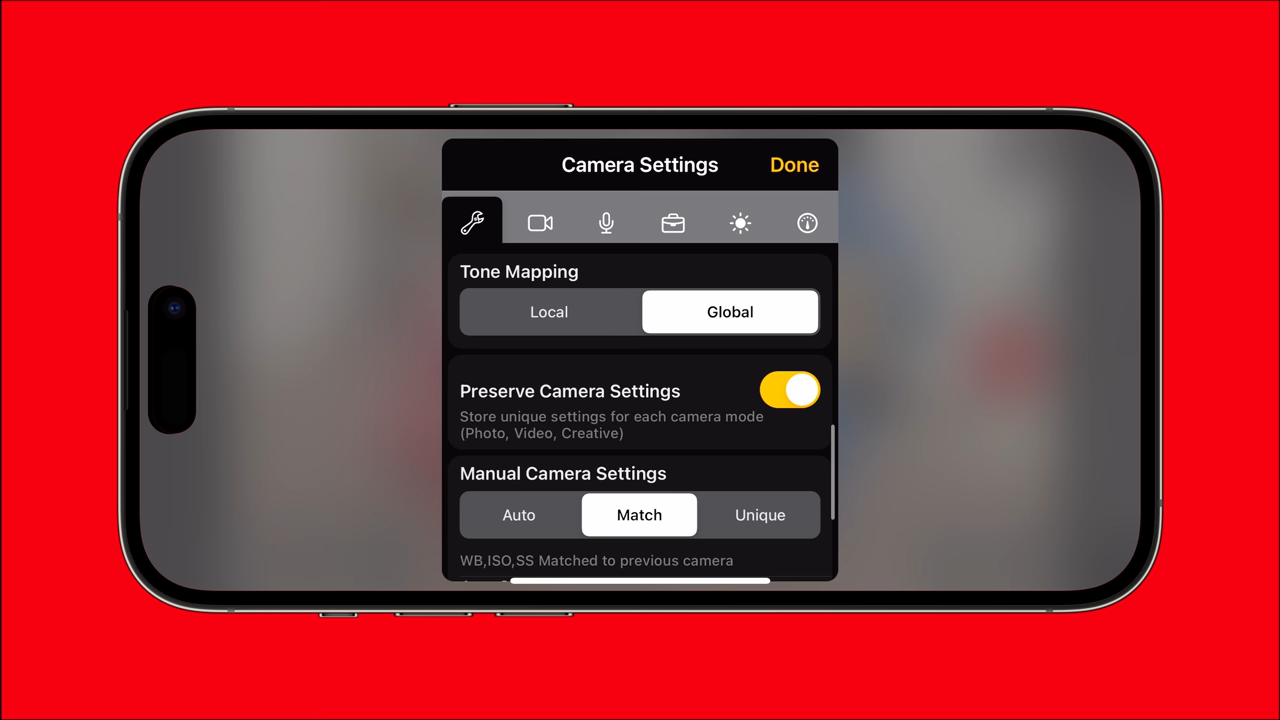 Camera Settings
Done
Tone Mapping
Local
Global
Preserve Camera Settings
Store unique settings for each camera mode
(Photo, Video, Creative)
Manual Camera Settings
Auto
Match
Unique
WB,ISO,SS Matched to previous camera